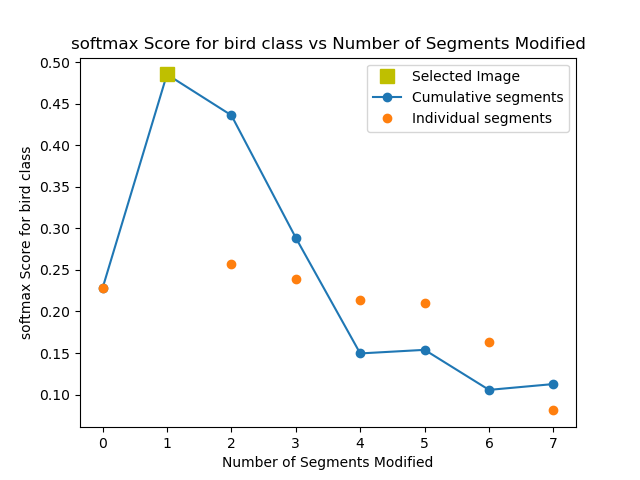 softmax Score for bird class vs Number of Segments Modified
0.50
0.45
0.40
0.35
0.30
0.25
0.20
0.15
0.10
softmax Score for bird class
Selected Image
Cumulative segments
Individual segments
0 1 2 3 4 5 6 7
Number of Segments Modified